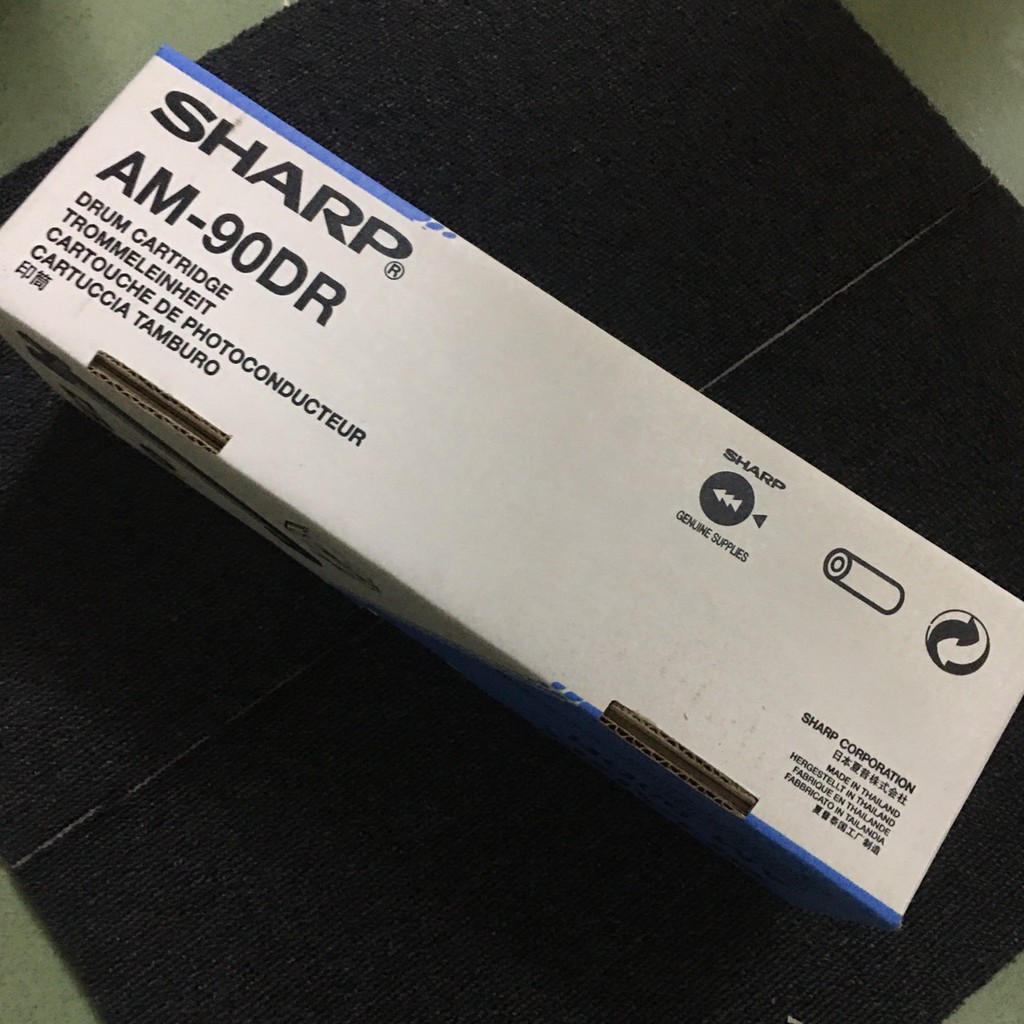 SHARP®
AM-90DR
DRUM CARTRIDGE
TROMMELEINHEIT
CARTOUCHE DE PHOTOCONDUCTEUR
CARTUCCIA TAMBURO
印筒
SHARP
GENUINE SUPPLIES
SHARP CORPORATION
日本夏普株式会社
MADE IN THAILAND
HERGESTELLT IN THAILAND
FABRIQUE EN THAILANDE
FABBRICATO IN TAILANDIA
夏普泰国工厂制造